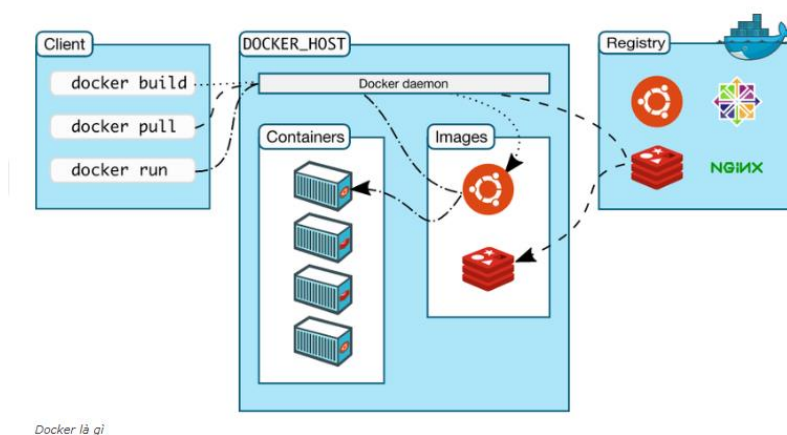 Client
docker build
docker pull
docker run
DOCKER_HOST
Docker daemon
Containers
Images
Registry
NGINX
Docker là gì